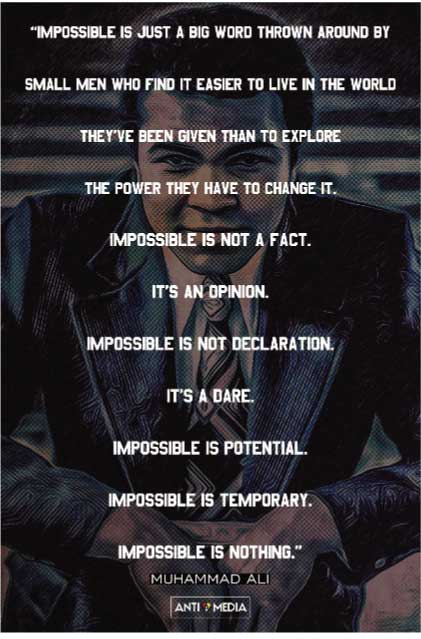 “IMPOSSIBLE IS JUST A BIG WORD THROWN AROUND BY
SMALL MEN WHO FIND IT EASIER TO LIVE IN THE WORLD
THEY'VE BEEN GIVEN THAN TO EXPLORE
THE POWER THEY HAVE TO CHANGE IT.
IMPOSSIBLE IS NOT A FACT.
IT'S AN OPINION.
IMPOSSIBLE IS NOT DECLARATION.
IT'S A DARE.
IMPOSSIBLE IS POTENTIAL.
IMPOSSIBLE IS TEMPORARY.
IMPOSSIBLE IS NOTHING.”
MUHAMMAD ALI
ANTI MEDIA